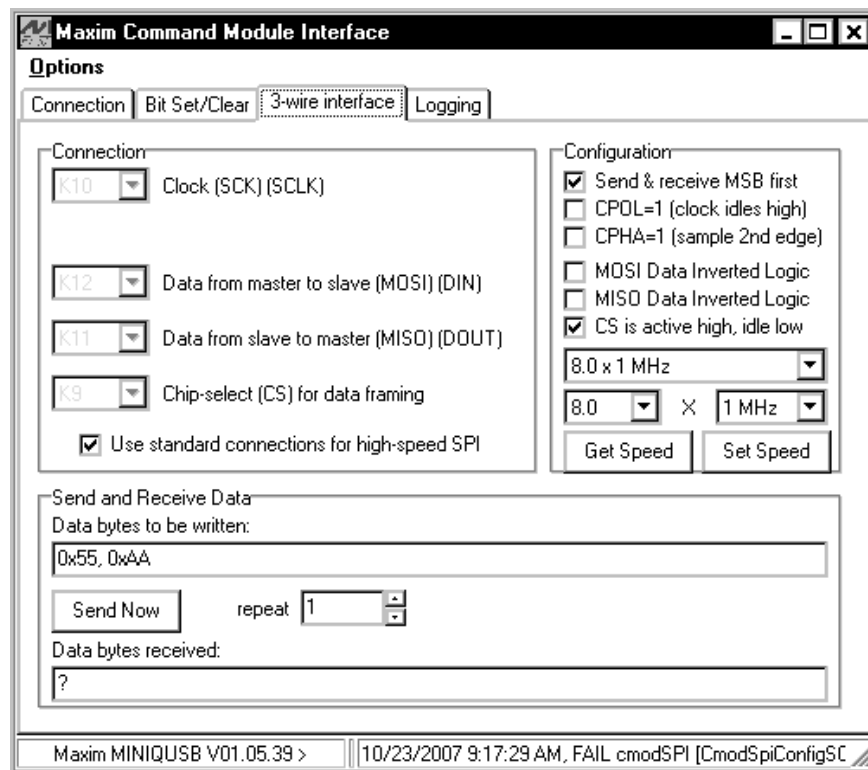 Maxim Command Module Interface
Options
Connection Bit Set/Clear 3-wire interface Logging
Connection
K10 Clock (SCK) (SCLK)
K12 Data from master to slave (MOSI) (DIN)
K11 Data from slave to master (MISO) (DOUT)
K9 Chip-select (CS) for data framing
Use standard connections for high-speed SPI
Configuration
Send & receive MSB first
CPOL=1 (clock idles high)
CPHA=1 (sample 2nd edge)
MOSI Data Inverted Logic
MISO Data Inverted Logic
CS is active high, idle low
8.0 x 1 MHz
8.0 X 1 MHz
Get Speed Set Speed
Send and Receive Data
Data bytes to be written:
0x55, 0xAA
Send Now repeat 1
Data bytes received:
?
Maxim MINIQUSB V01.05.39 > 10/23/2007 9:17:29 AM, FAIL cmodSPI [CmodSpiConfigSC